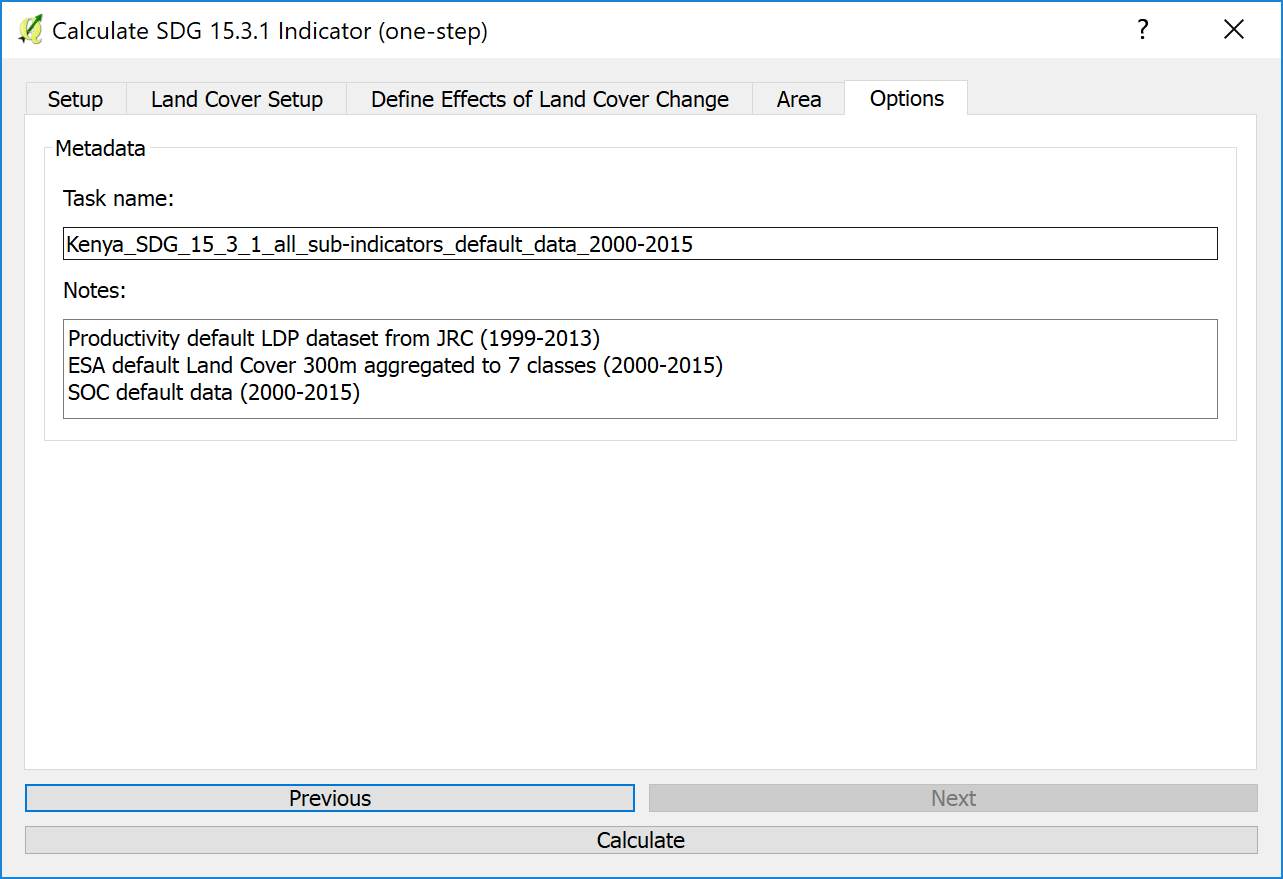 Calculate SDG 15.3.1 Indicator (one-step)
?
Setup
Land Cover Setup
Define Effects of Land Cover Change
Area
Options
Metadata
Task name:
Kenya_SDG_15_3_1_all_sub-indicators_default_data_2000-2015
Notes:
Productivity default LDP dataset from JRC (1999-2013)
ESA default Land Cover 300m aggregated to 7 classes (2000-2015)
SOC default data (2000-2015)
Previous
Next
Calculate